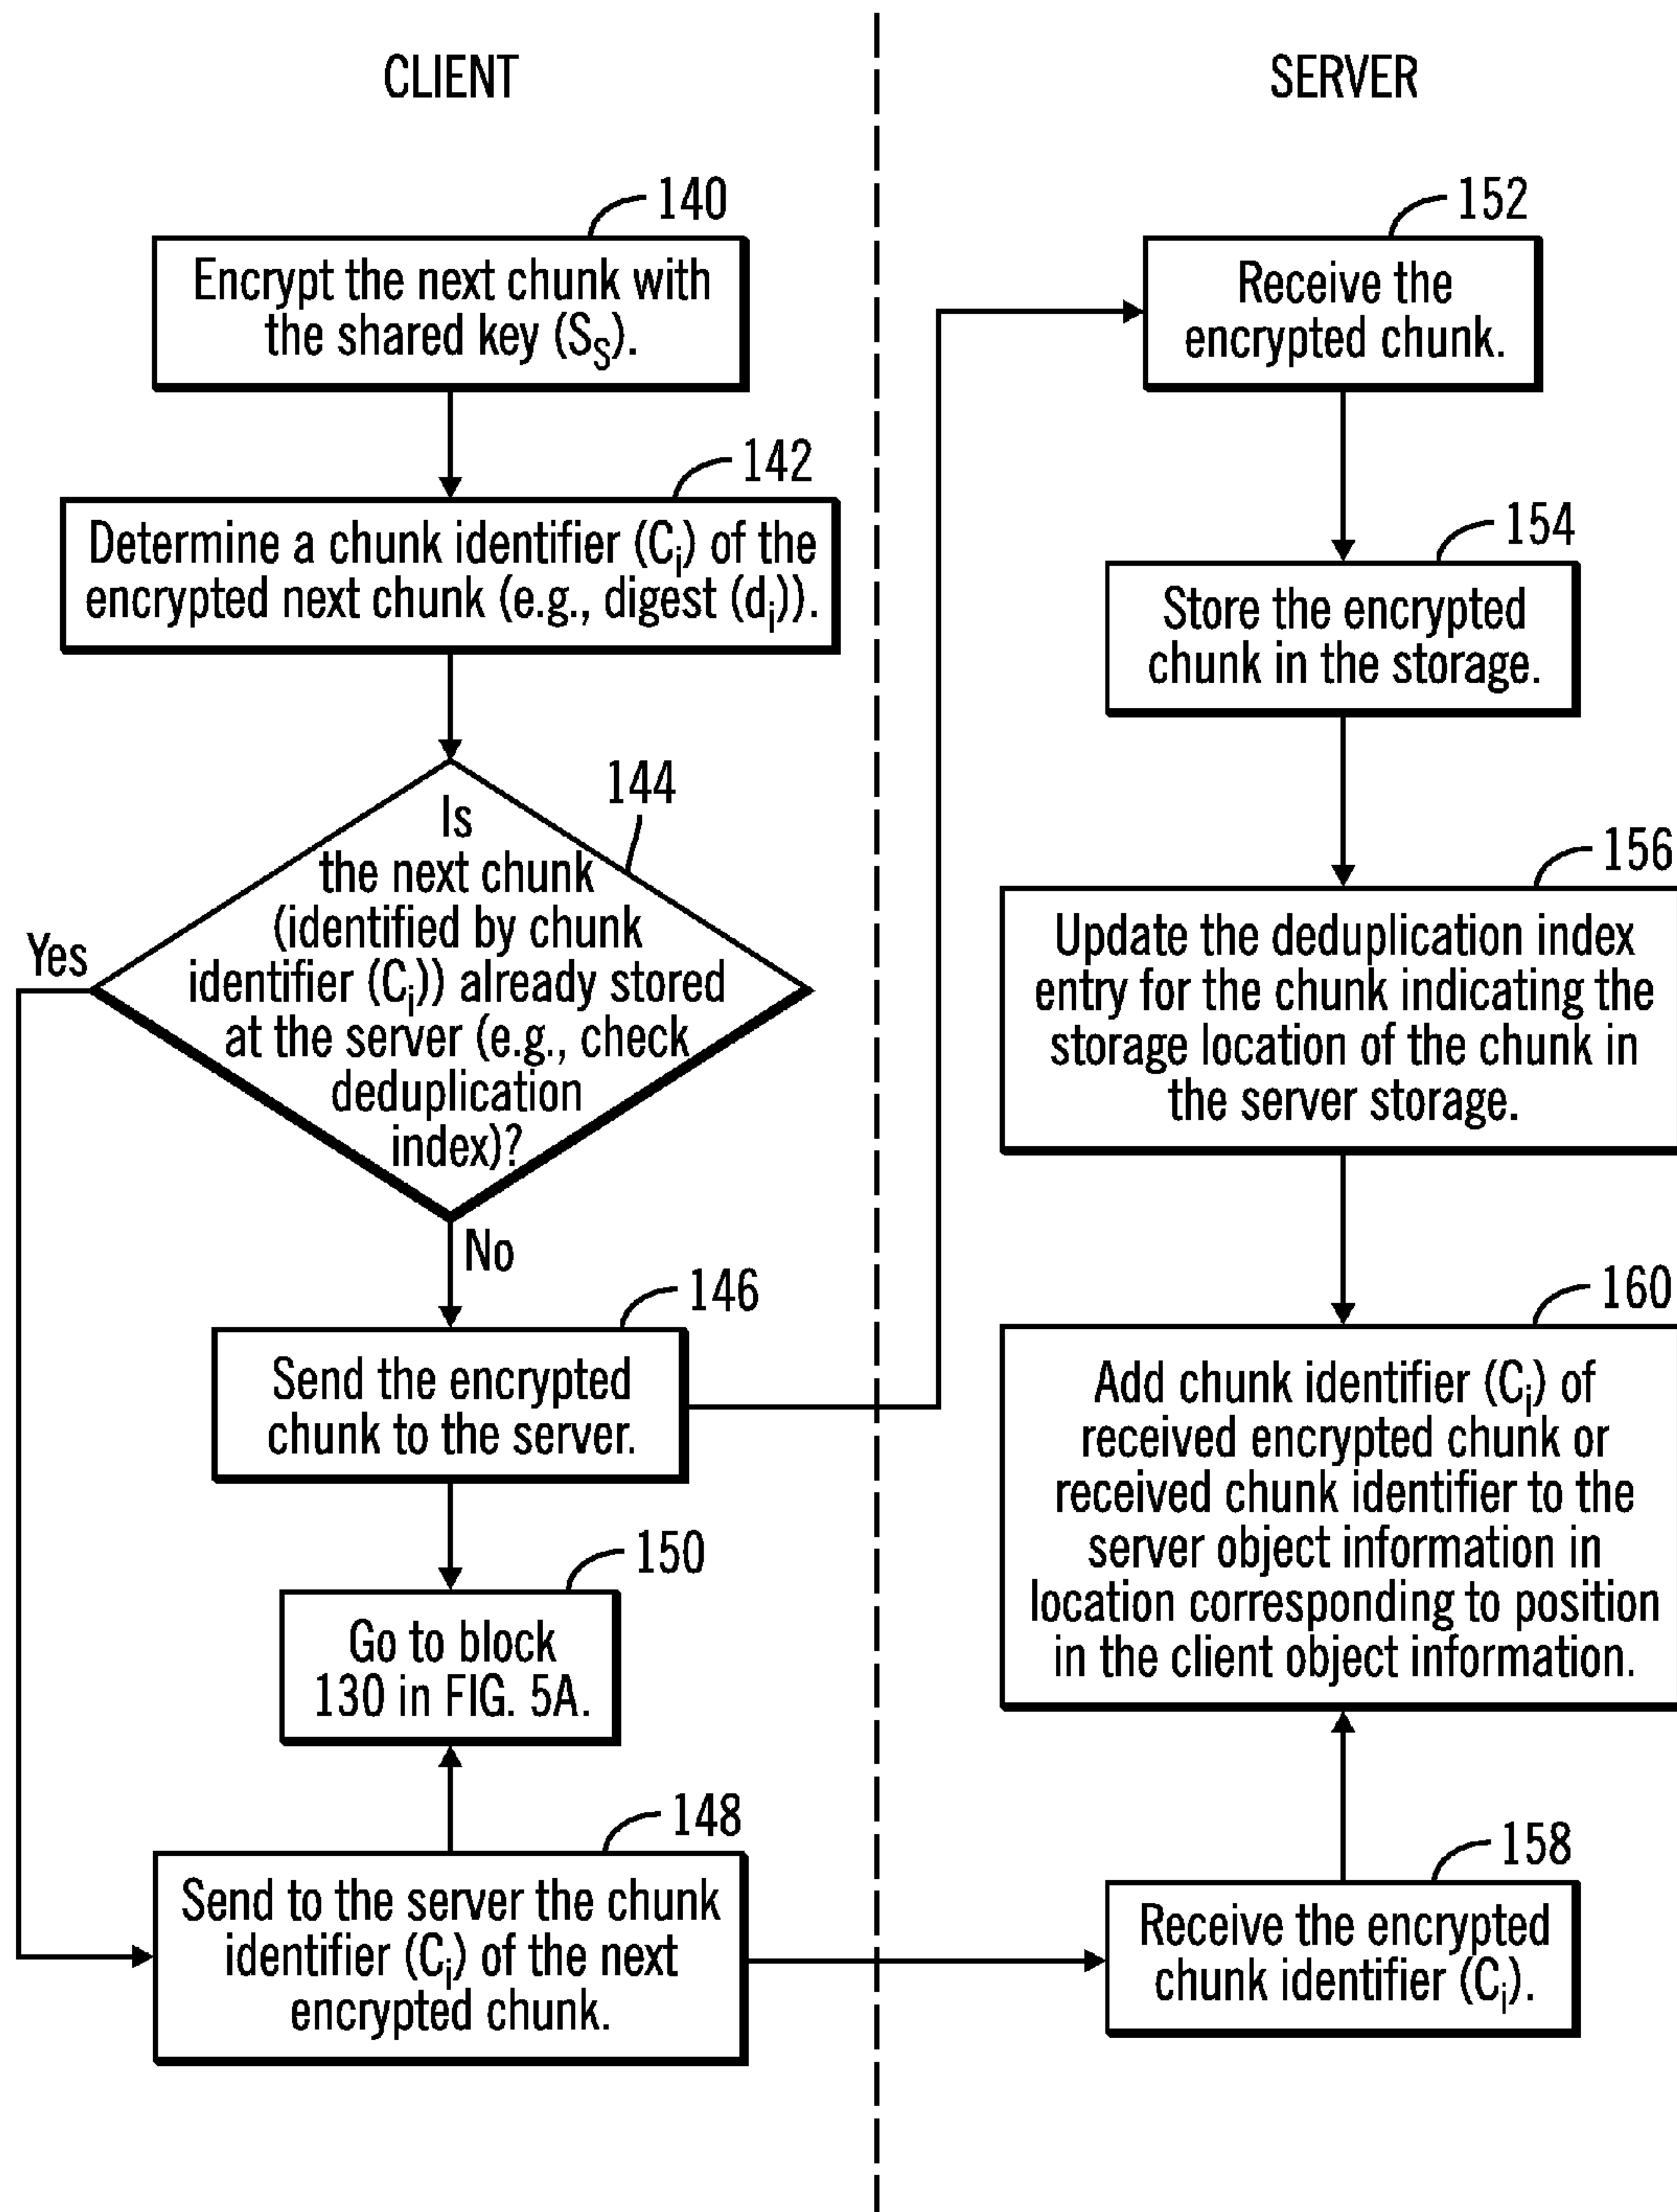 CLIENT
140
Encrypt the next chunk with
the shared key (SS).
142
Determine a chunk identifier (Ci) of the
encrypted next chunk (e.g., digest (di)).
144
Is
the next chunk
(identified by chunk
identifier (Ci)) already stored
at the server (e.g., check
deduplication
index)?
Yes
No
146
Send the encrypted
chunk to the server.
150
Go to block
130 in FIG. 5A.
148
Send to the server the chunk
identifier (Ci) of the next
encrypted chunk.
SERVER
152
Receive the
encrypted chunk.
154
Store the encrypted
chunk in the storage.
156
Update the deduplication index
entry for the chunk indicating the
storage location of the chunk in
the server storage.
160
Add chunk identifier (Ci) of
received encrypted chunk or
received chunk identifier to the
server object information in
location corresponding to position
in the client object information.
158
Receive the encrypted
chunk identifier (Ci).